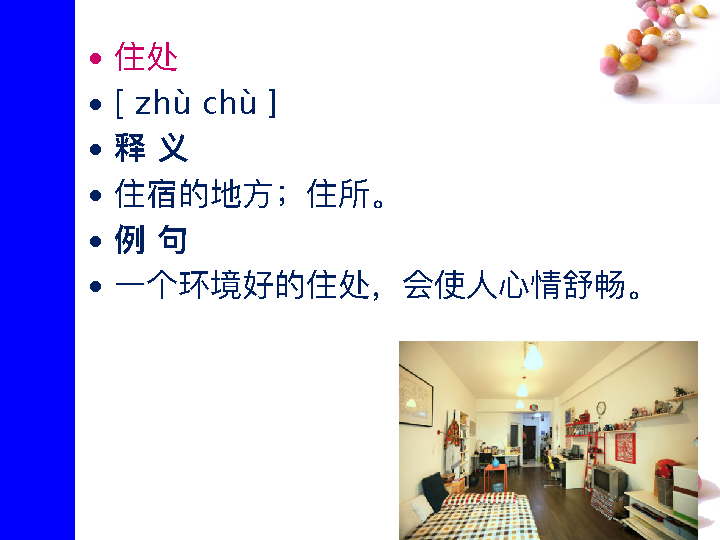 住处
[ zhù chù ]
释 义
住宿的地方；住所。
例 句
一个环境好的住处，会使人心情舒畅。